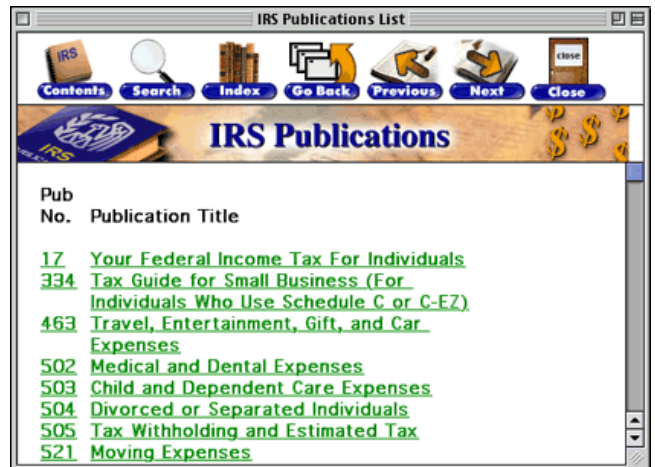 IRS Publications List
IRS
close
Contents Search Index Go Back Previous Next Close
IRS Publications
IRS
Pub
No. Publication Title
17 Your Federal Income Tax For Individuals
334 Tax Guide for Small Business (For
Individuals Who Use Schedule C or C-EZ)
463 Travel, Entertainment, Gift, and Car
Expenses
502 Medical and Dental Expenses
503 Child and Dependent Care Expenses
504 Divorced or Separated Individuals
505 Tax Withholding and Estimated Tax
521 Moving Expenses